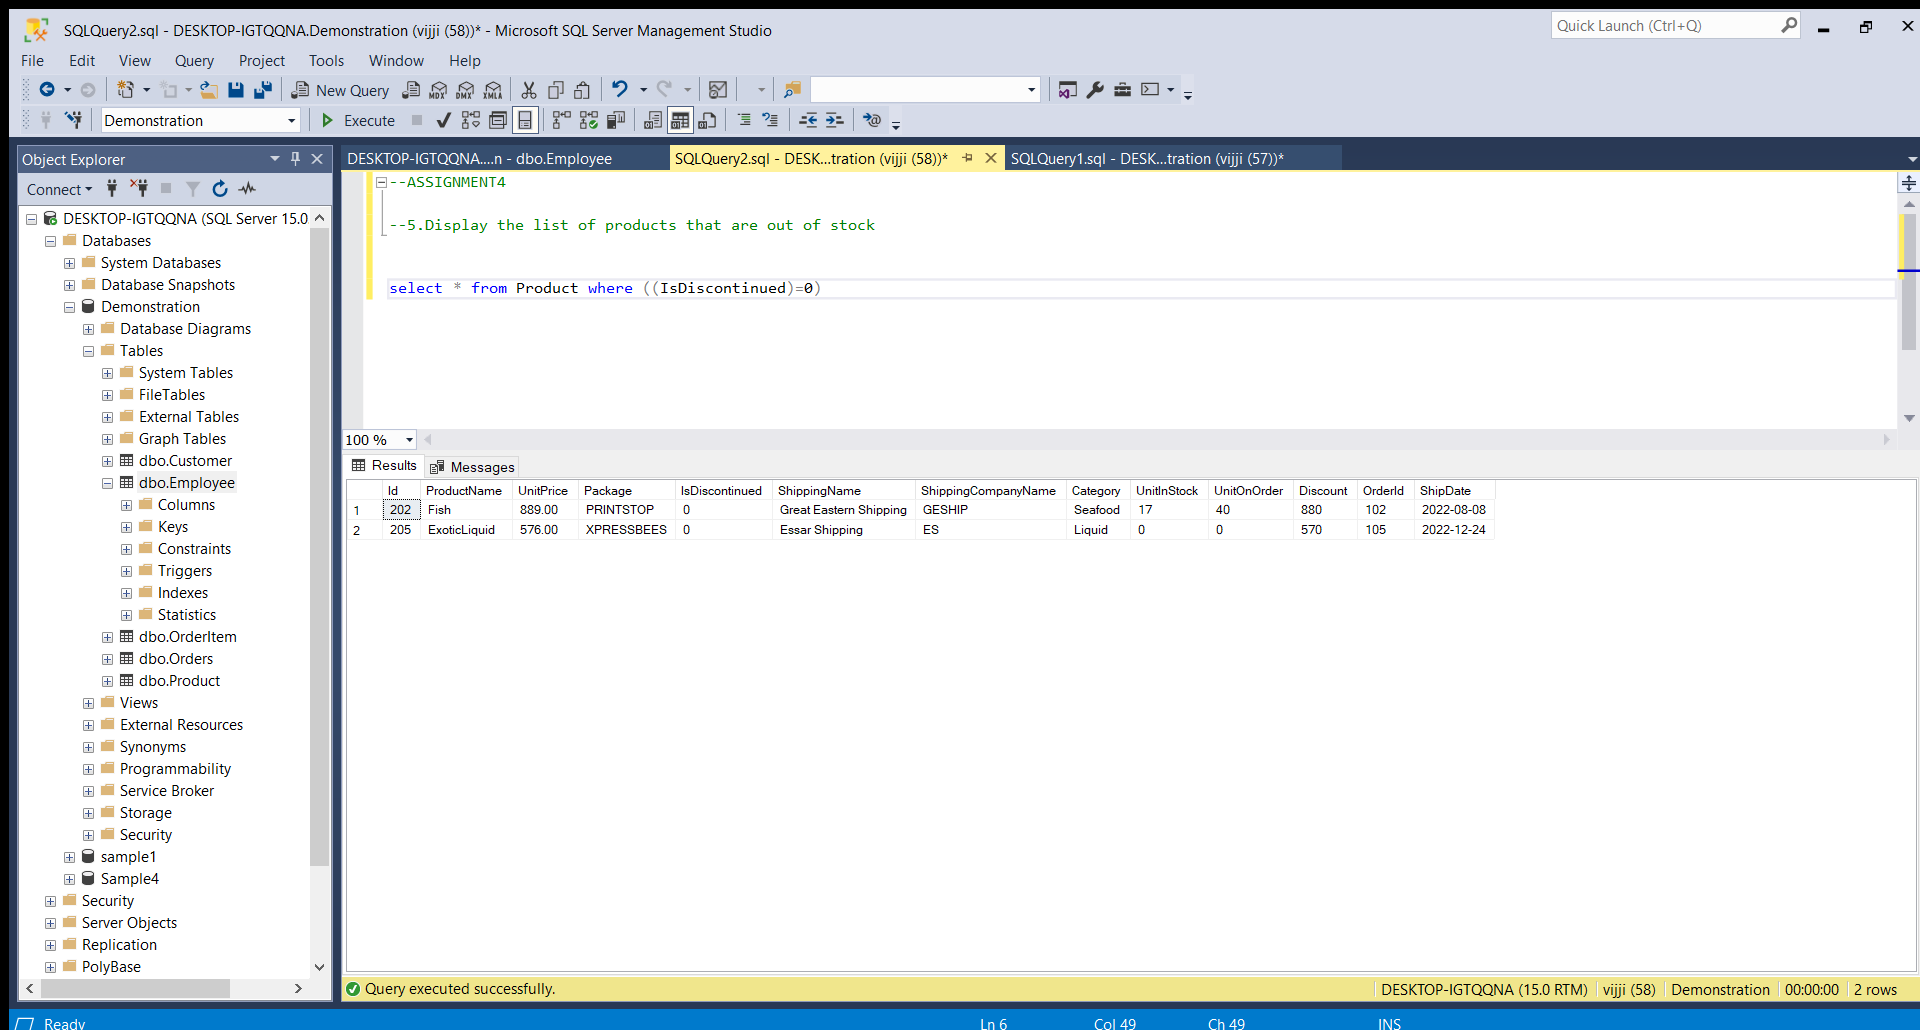 SQLQuery2.sql - DESKTOP-IGTQQNA.Demonstration (vijji (58))* - Microsoft SQL Server Management Studio
Quick Launch (Ctrl+Q)
File Edit View Query Project Tools Window Help
New Query MDX DMX XMLA
Demonstration Execute
Object Explorer
Connect
DESKTOP-IGTQQNA (SQL Server 15.0
Databases
System Databases
Database Snapshots
Demonstration
Database Diagrams
Tables
System Tables
FileTables
External Tables
Graph Tables
dbo.Customer
dbo.Employee
Columns
Keys
Constraints
Triggers
Indexes
Statistics
dbo.OrderItem
dbo.Orders
dbo.Product
Views
External Resources
Synonyms
Programmability
Service Broker
Storage
Security
sample1
Sample4
Security
Server Objects
Replication
PolyBase
DESKTOP-IGTQQNA....n - dbo.Employee SQLQuery2.sql - DESK...tration (vijji (58))* SQLQuery1.sql - DESK...tration (vijji (57))*
--ASSIGNMENT4
--5.Display the list of products that are out of stock
select * from Product where ((IsDiscontinued)=0)
100 %
Results Messages
Id ProductName UnitPrice Package IsDiscontinued ShippingName ShippingCompanyName Category UnitInStock UnitOnOrder Discount OrderId ShipDate
1 202 Fish 889.00 PRINTSTOP 0 Great Eastern Shipping GESHIP Seafood 17 40 880 102 2022-08-08
2 205 ExoticLiquid 576.00 XPRESSBEES 0 Essar Shipping ES Liquid 0 0 570 105 2022-12-24
Query executed successfully. DESKTOP-IGTQQNA (15.0 RTM) vijji (58) Demonstration 00:00:00 2 rows
Ready Ln 6 Col 49 Ch 49 INS